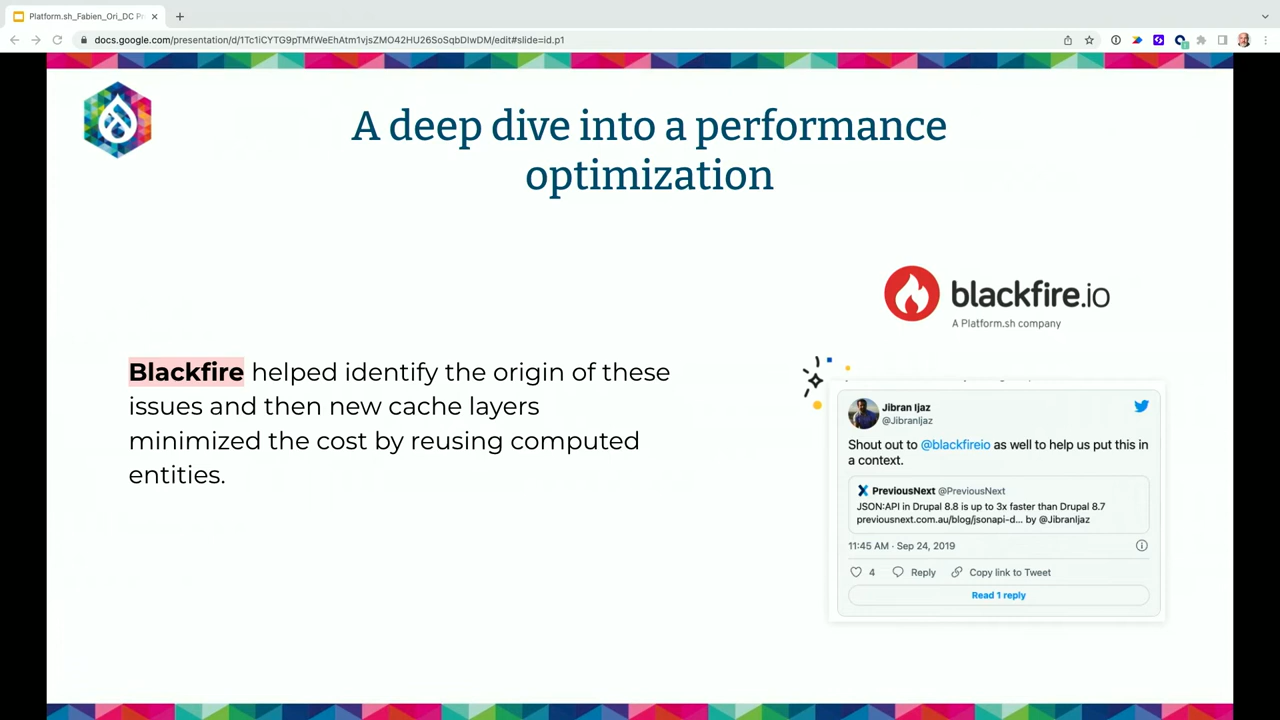 Platform.sh_Fabien_Ori_DC Pr
docs.google.com/presentation/d/1Tc1iCYTG9pTMfWeEhAtm1vjsZMO42HU26SoSqbDIwDM/edit#slide=id.p1
A deep dive into a performance
optimization
blackfire.io
A Platform.sh company
Blackfire helped identify the origin of these
issues and then new cache layers
minimized the cost by reusing computed
entities.
Jibran Ijaz
@JibranIjaz
Shout out to @blackfireio as well to help us put this in
a context.
PreviousNext @PreviousNext
JSON:API in Drupal 8.8 is up to 3x faster than Drupal 8.7
previousnext.com.au/blog/jsonapi-d... by @JibranIjaz
11:45 AM · Sep 24, 2019
4 Reply Copy link to Tweet
Read 1 reply